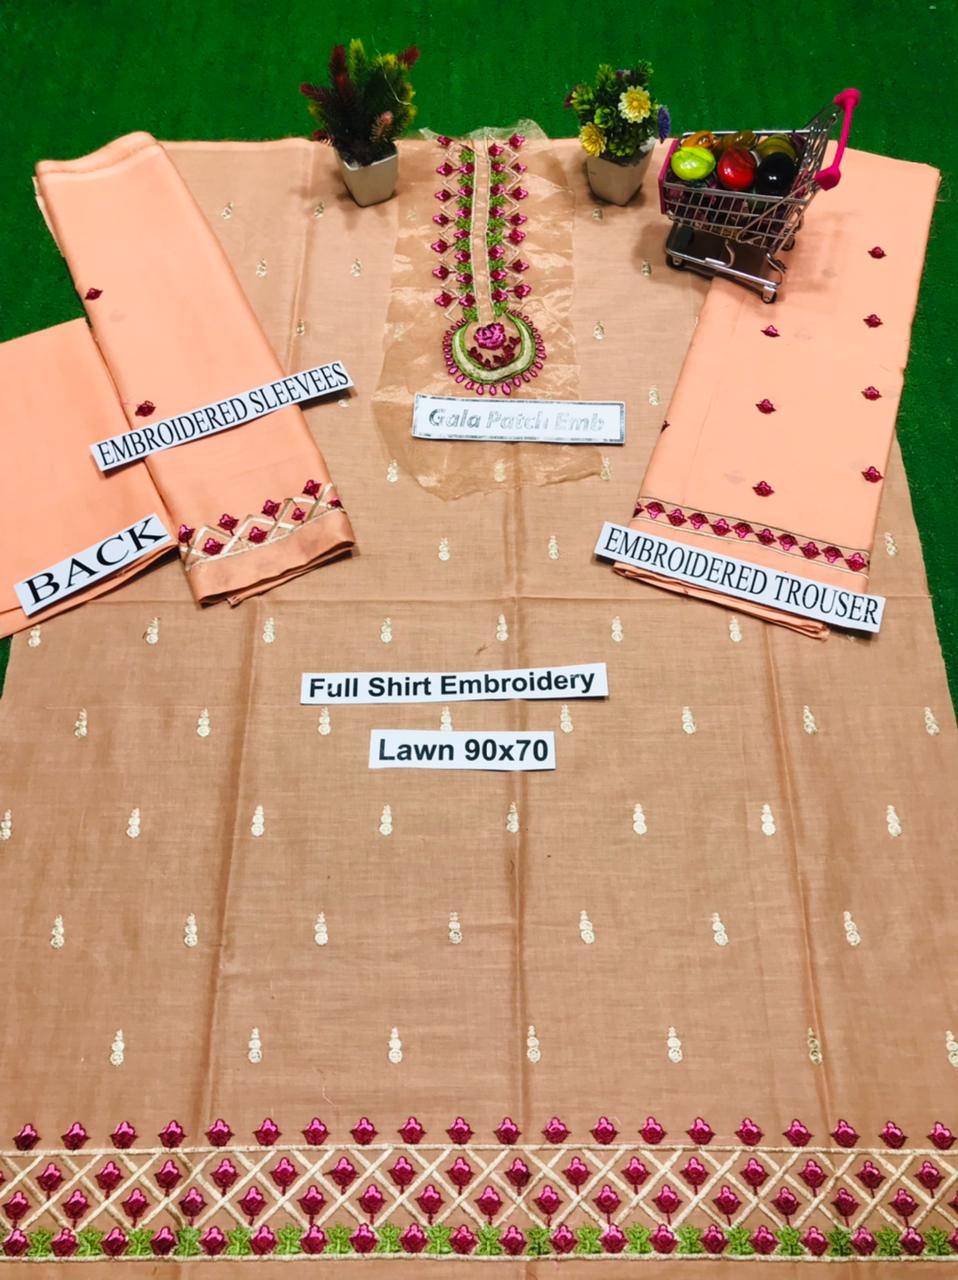 EMBROIDERED SLEEVEES
Gala Patch Emb
BACK
EMBROIDERED TROUSER
Full Shirt Embroidery
Lawn 90x70